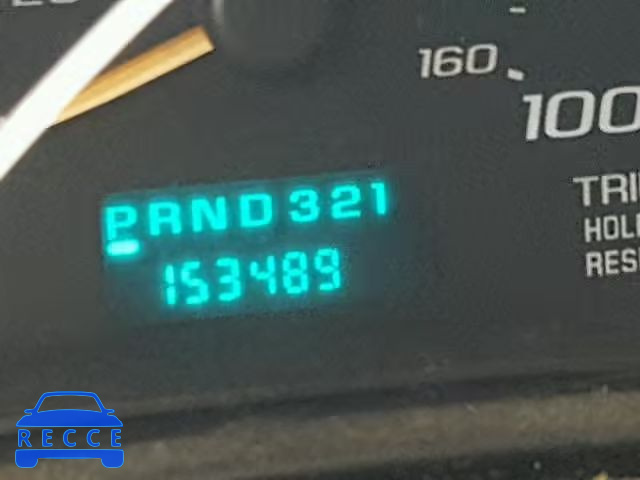 160
100
PRND321
153489
TRI
HOL
RES
RECCE